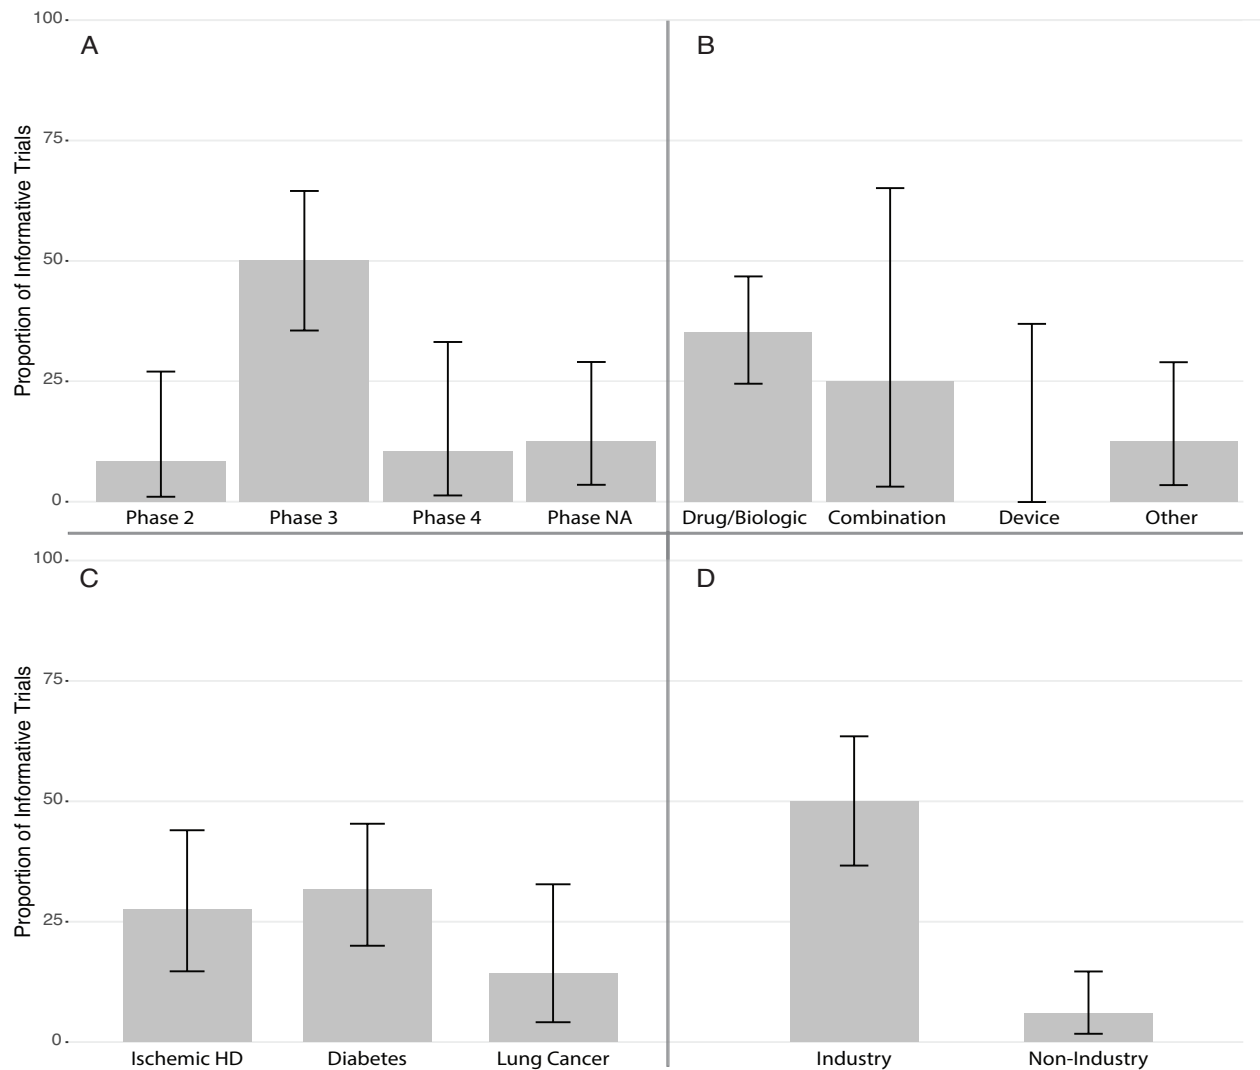 A
B
Proportion of Informative Trials
100
75
50
25
0
Phase 2
Phase 3
Phase 4
Phase NA
Drug/Biologic
Combination
Device
Other
C
D
Proportion of Informative Trials
100
75
50
25
0
Ischemic HD
Diabetes
Lung Cancer
Industry
Non-Industry